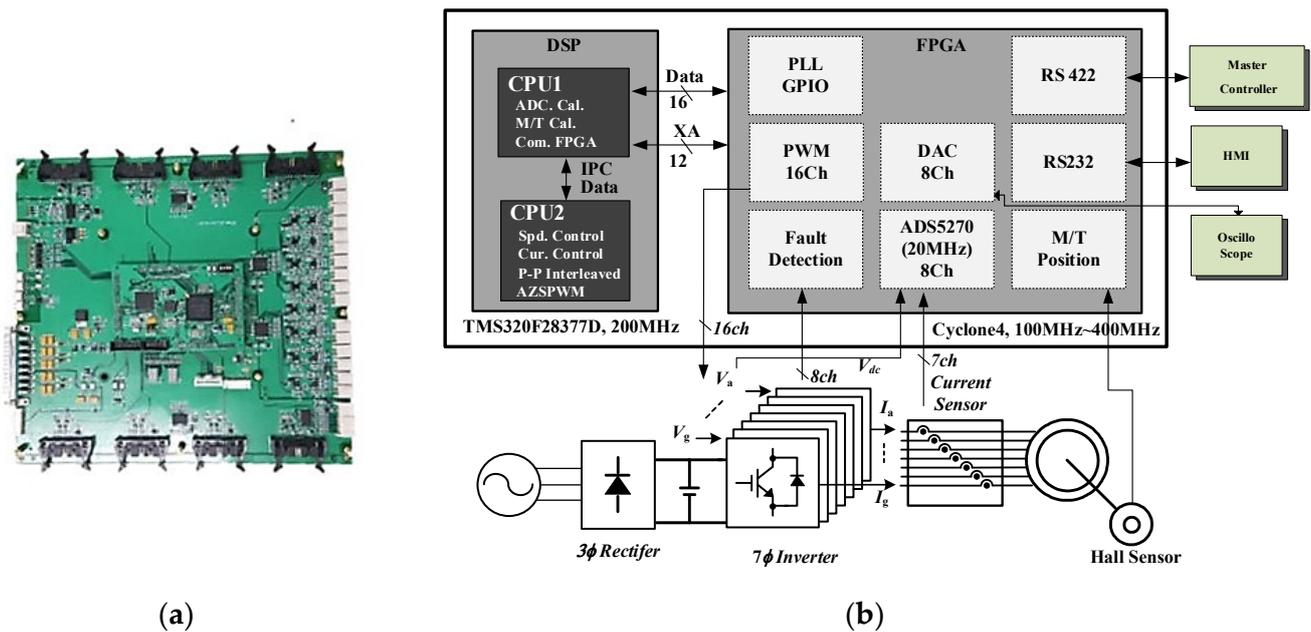 DSP
CPU1
ADC. Cal.
M/T Cal.
Com. FPGA
IPC
Data
CPU2
Spd. Control
Cur. Control
P-P Interleaved
AZSPWM
TMS320F28377D, 200MHz
Data
16
XA
12
FPGA
PLL
GPIO
RS 422
PWM
16Ch
DAC
8Ch
RS232
Fault
Detection
ADS5270
(20MHz)
8Ch
M/T
Position
Cyclone4, 100MHz~400MHz
Master
Controller
HMI
Oscillo
Scope
16ch
8ch
Vdc
7ch
Current
Sensor
Va
Vg
Ia
Ig
3ϕ Rectifer
7ϕ Inverter
Hall Sensor
(a)
(b)